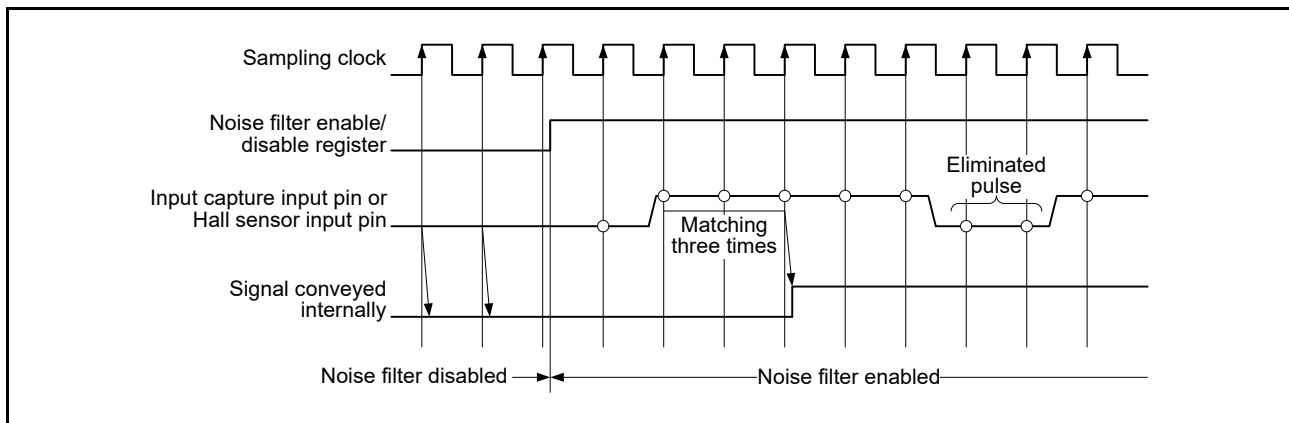 Sampling clock
Noise filter enable/
disable register
Eliminated
pulse
Input capture input pin or
Hall sensor input pin
Matching
three times
Signal conveyed
internally
Noise filter disabled
Noise filter enabled